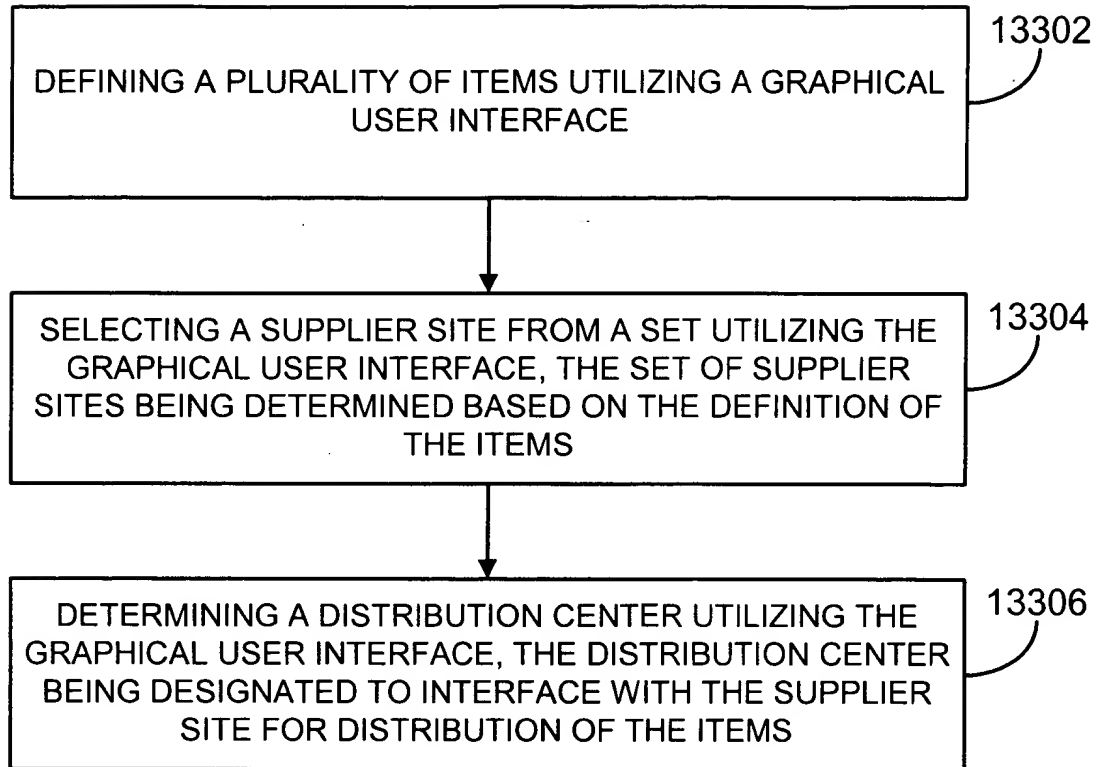 13302
DEFINING A PLURALITY OF ITEMS UTILIZING A GRAPHICAL
USER INTERFACE
13304
SELECTING A SUPPLIER SITE FROM A SET UTILIZING THE
GRAPHICAL USER INTERFACE, THE SET OF SUPPLIER
SITES BEING DETERMINED BASED ON THE DEFINITION OF
THE ITEMS
13306
DETERMINING A DISTRIBUTION CENTER UTILIZING THE
GRAPHICAL USER INTERFACE, THE DISTRIBUTION CENTER
BEING DESIGNATED TO INTERFACE WITH THE SUPPLIER
SITE FOR DISTRIBUTION OF THE ITEMS